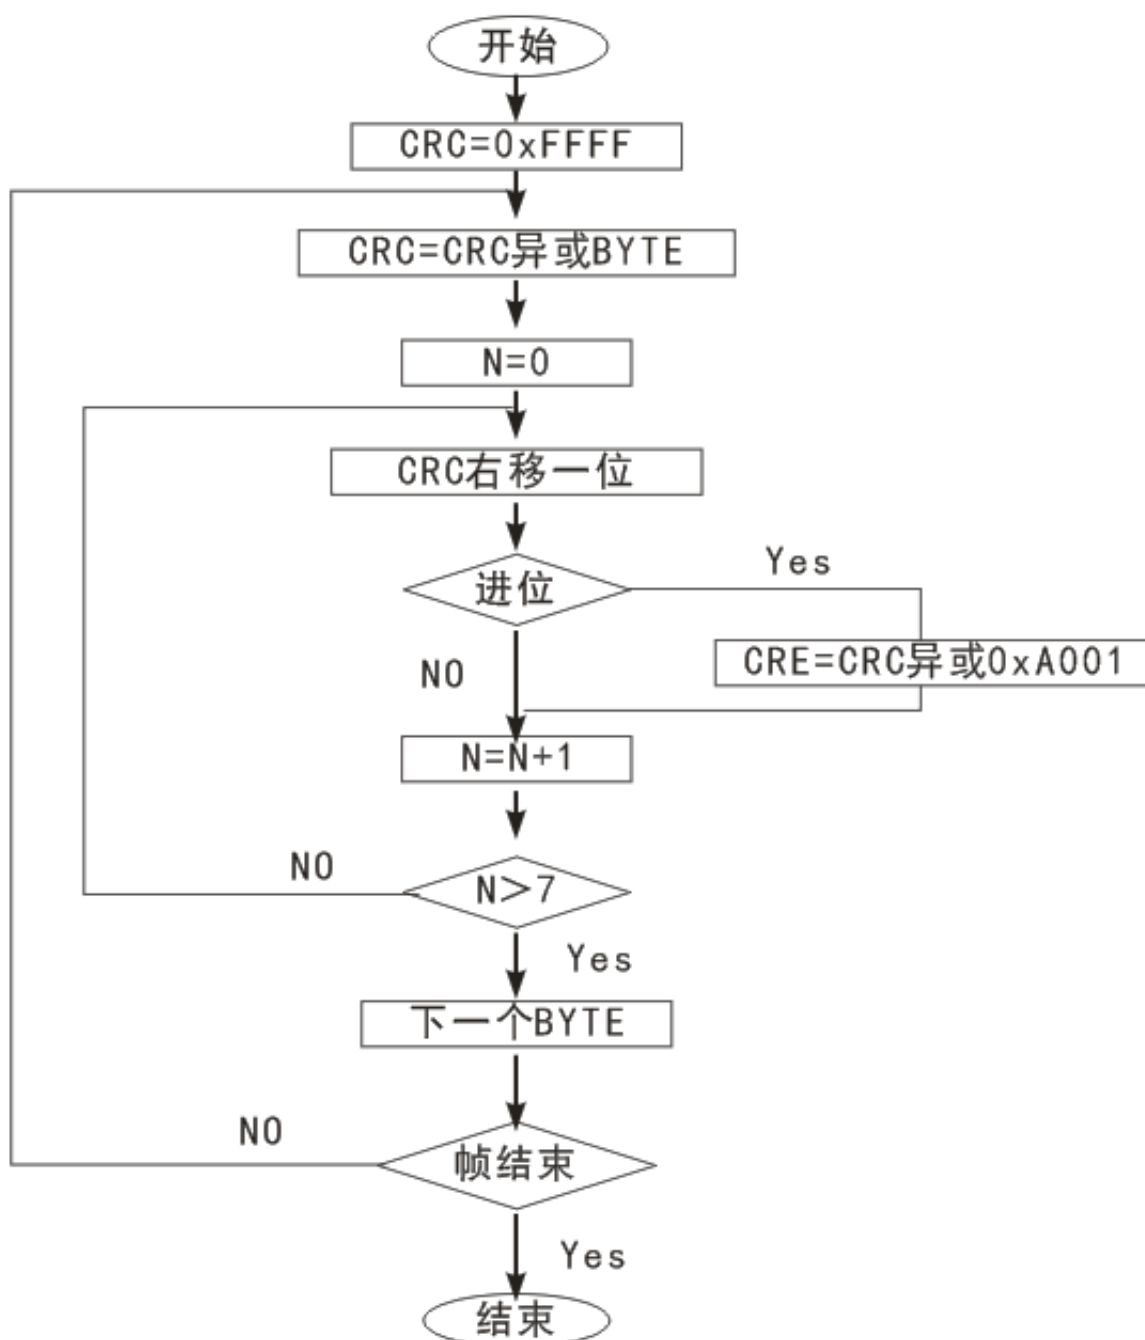 开始
CRC=0xFFFF
CRC=CRC异或BYTE
N=0
CRC右移一位
进位
Yes
CRE=CRC异或0xA001
NO
N=N+1
NO
N>7
Yes
下一个BYTE
NO
帧结束
Yes
结束